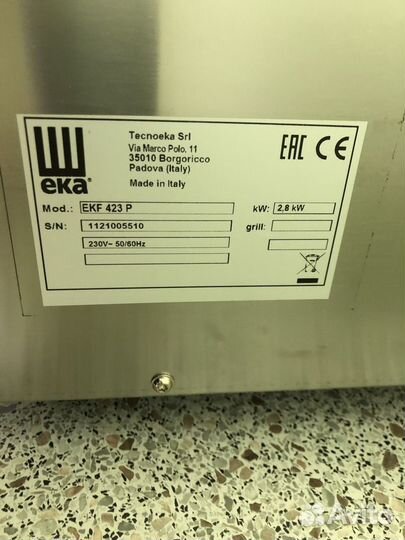 eka®
Tecnoeka Srl
Via Marco Polo, 11
35010 Borgoricco
Padova (Italy)
Made in Italy
EAC CE
Mod.: EKF 423 P kW: 2,8 kW
S/N: 1121005510 grill:
230V~ 50/60Hz
Avito